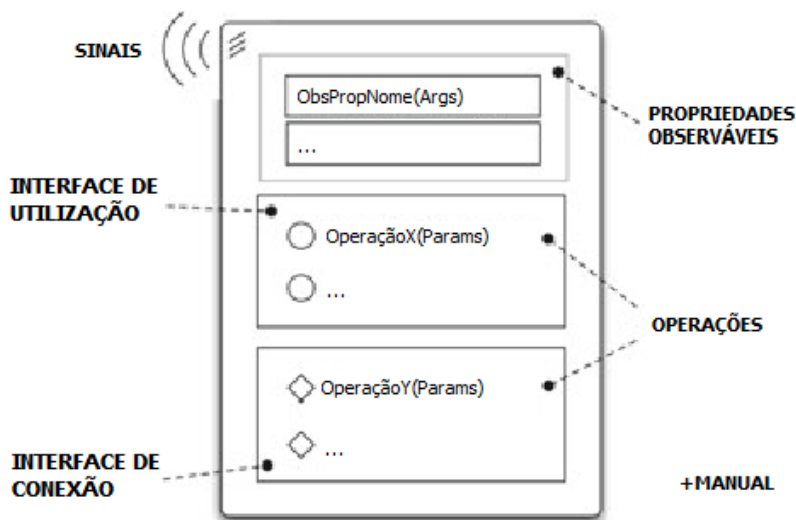 SINAIS
ObsPropNome(Args)
...
PROPRIEDADES
OBSERVÁVEIS
INTERFACE DE
UTILIZAÇÃO
OperaçãoX(Params)
...
OPERAÇÕES
OperaçãoY(Params)
...
INTERFACE DE
CONEXÃO
+MANUAL